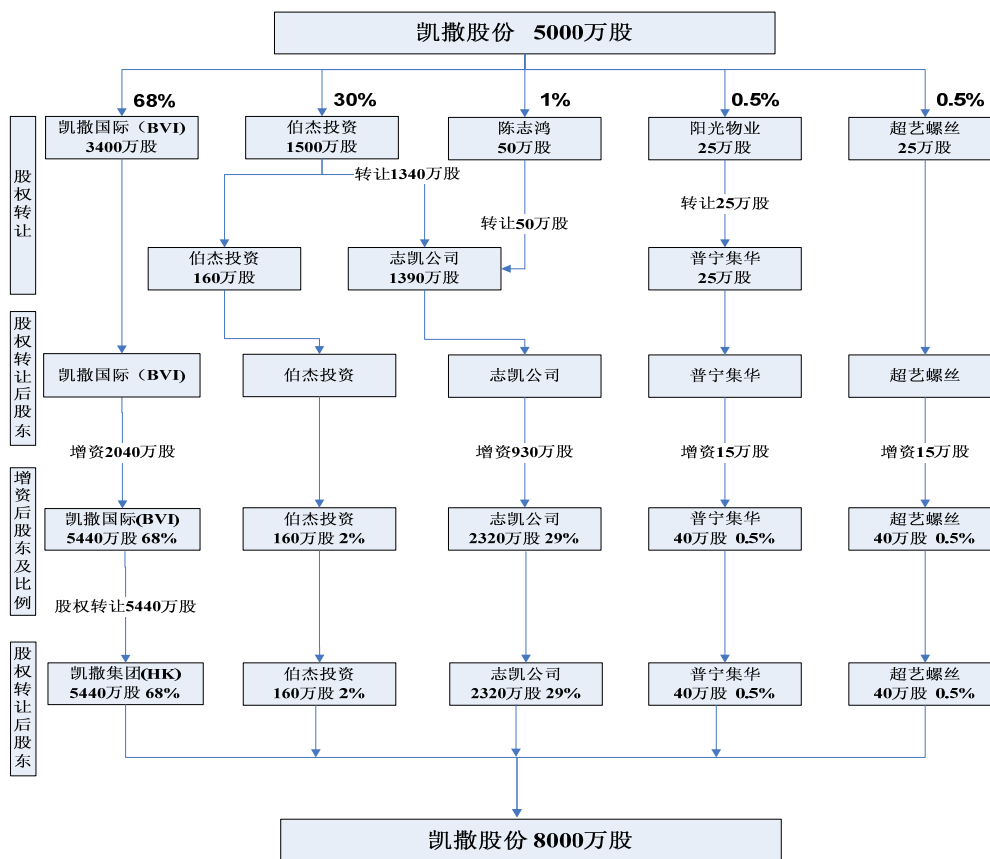 凯撒股份 5000万股
68%
30%
1%
0.5%
0.5%
凯撒国际（BVI)
3400万股
伯杰投资
1500万股
陈志鸿
50万股
阳光物业
25万股
超艺螺丝
25万股
股权转让
转让1340万股
转让50万股
转让25万股
伯杰投资
160万股
志凯公司
1390万股
普宁集华
25万股
股权转让后股东
凯撒国际（BVI)
伯杰投资
志凯公司
普宁集华
超艺螺丝
增资2040万股
增资930万股
增资15万股
增资15万股
增资后股东及比例
凯撒国际(BVI)
5440万股 68%
伯杰投资
160万股 2%
志凯公司
2320万股 29%
普宁集华
40万股 0.5%
超艺螺丝
40万股 0.5%
股权转让5440万股
股权转让后股东
凯撒集团(HK)
5440万股 68%
伯杰投资
160万股 2%
志凯公司
2320万股 29%
普宁集华
40万股 0.5%
超艺螺丝
40万股 0.5%
凯撒股份 8000万股